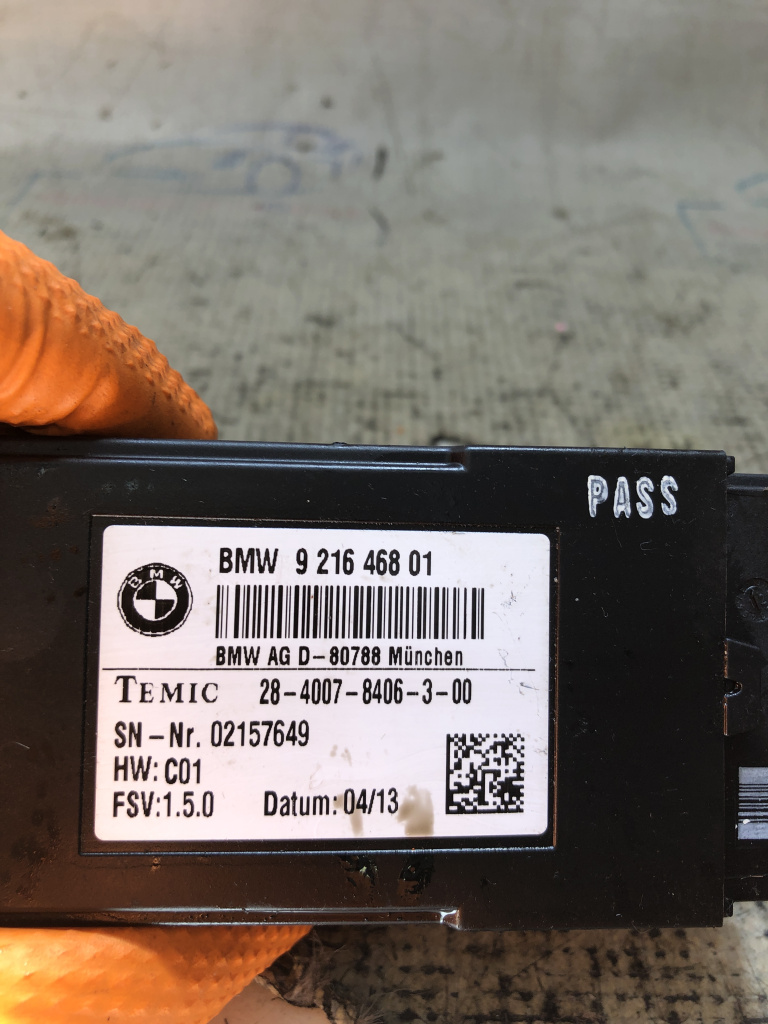 PASS
BMW
BMW 9 216 468 01
BMW AG D-80788 München
TEMIC 28-4007-8406-3-00
SN-Nr. 02157649
HW: C01
FSV:1.5.0 Datum: 04/13